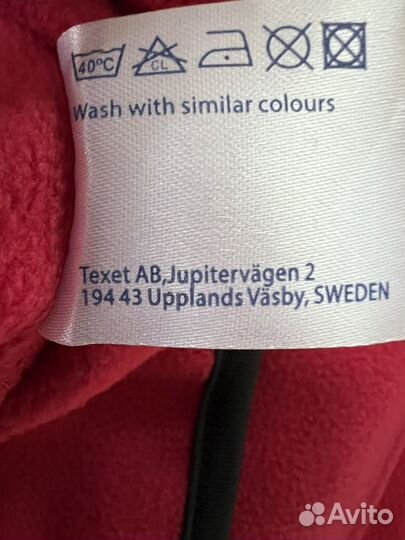 40°C CL
Wash with similar colours
Texet AB,Jupitervägen 2
194 43 Upplands Väsby, SWEDEN
Avito